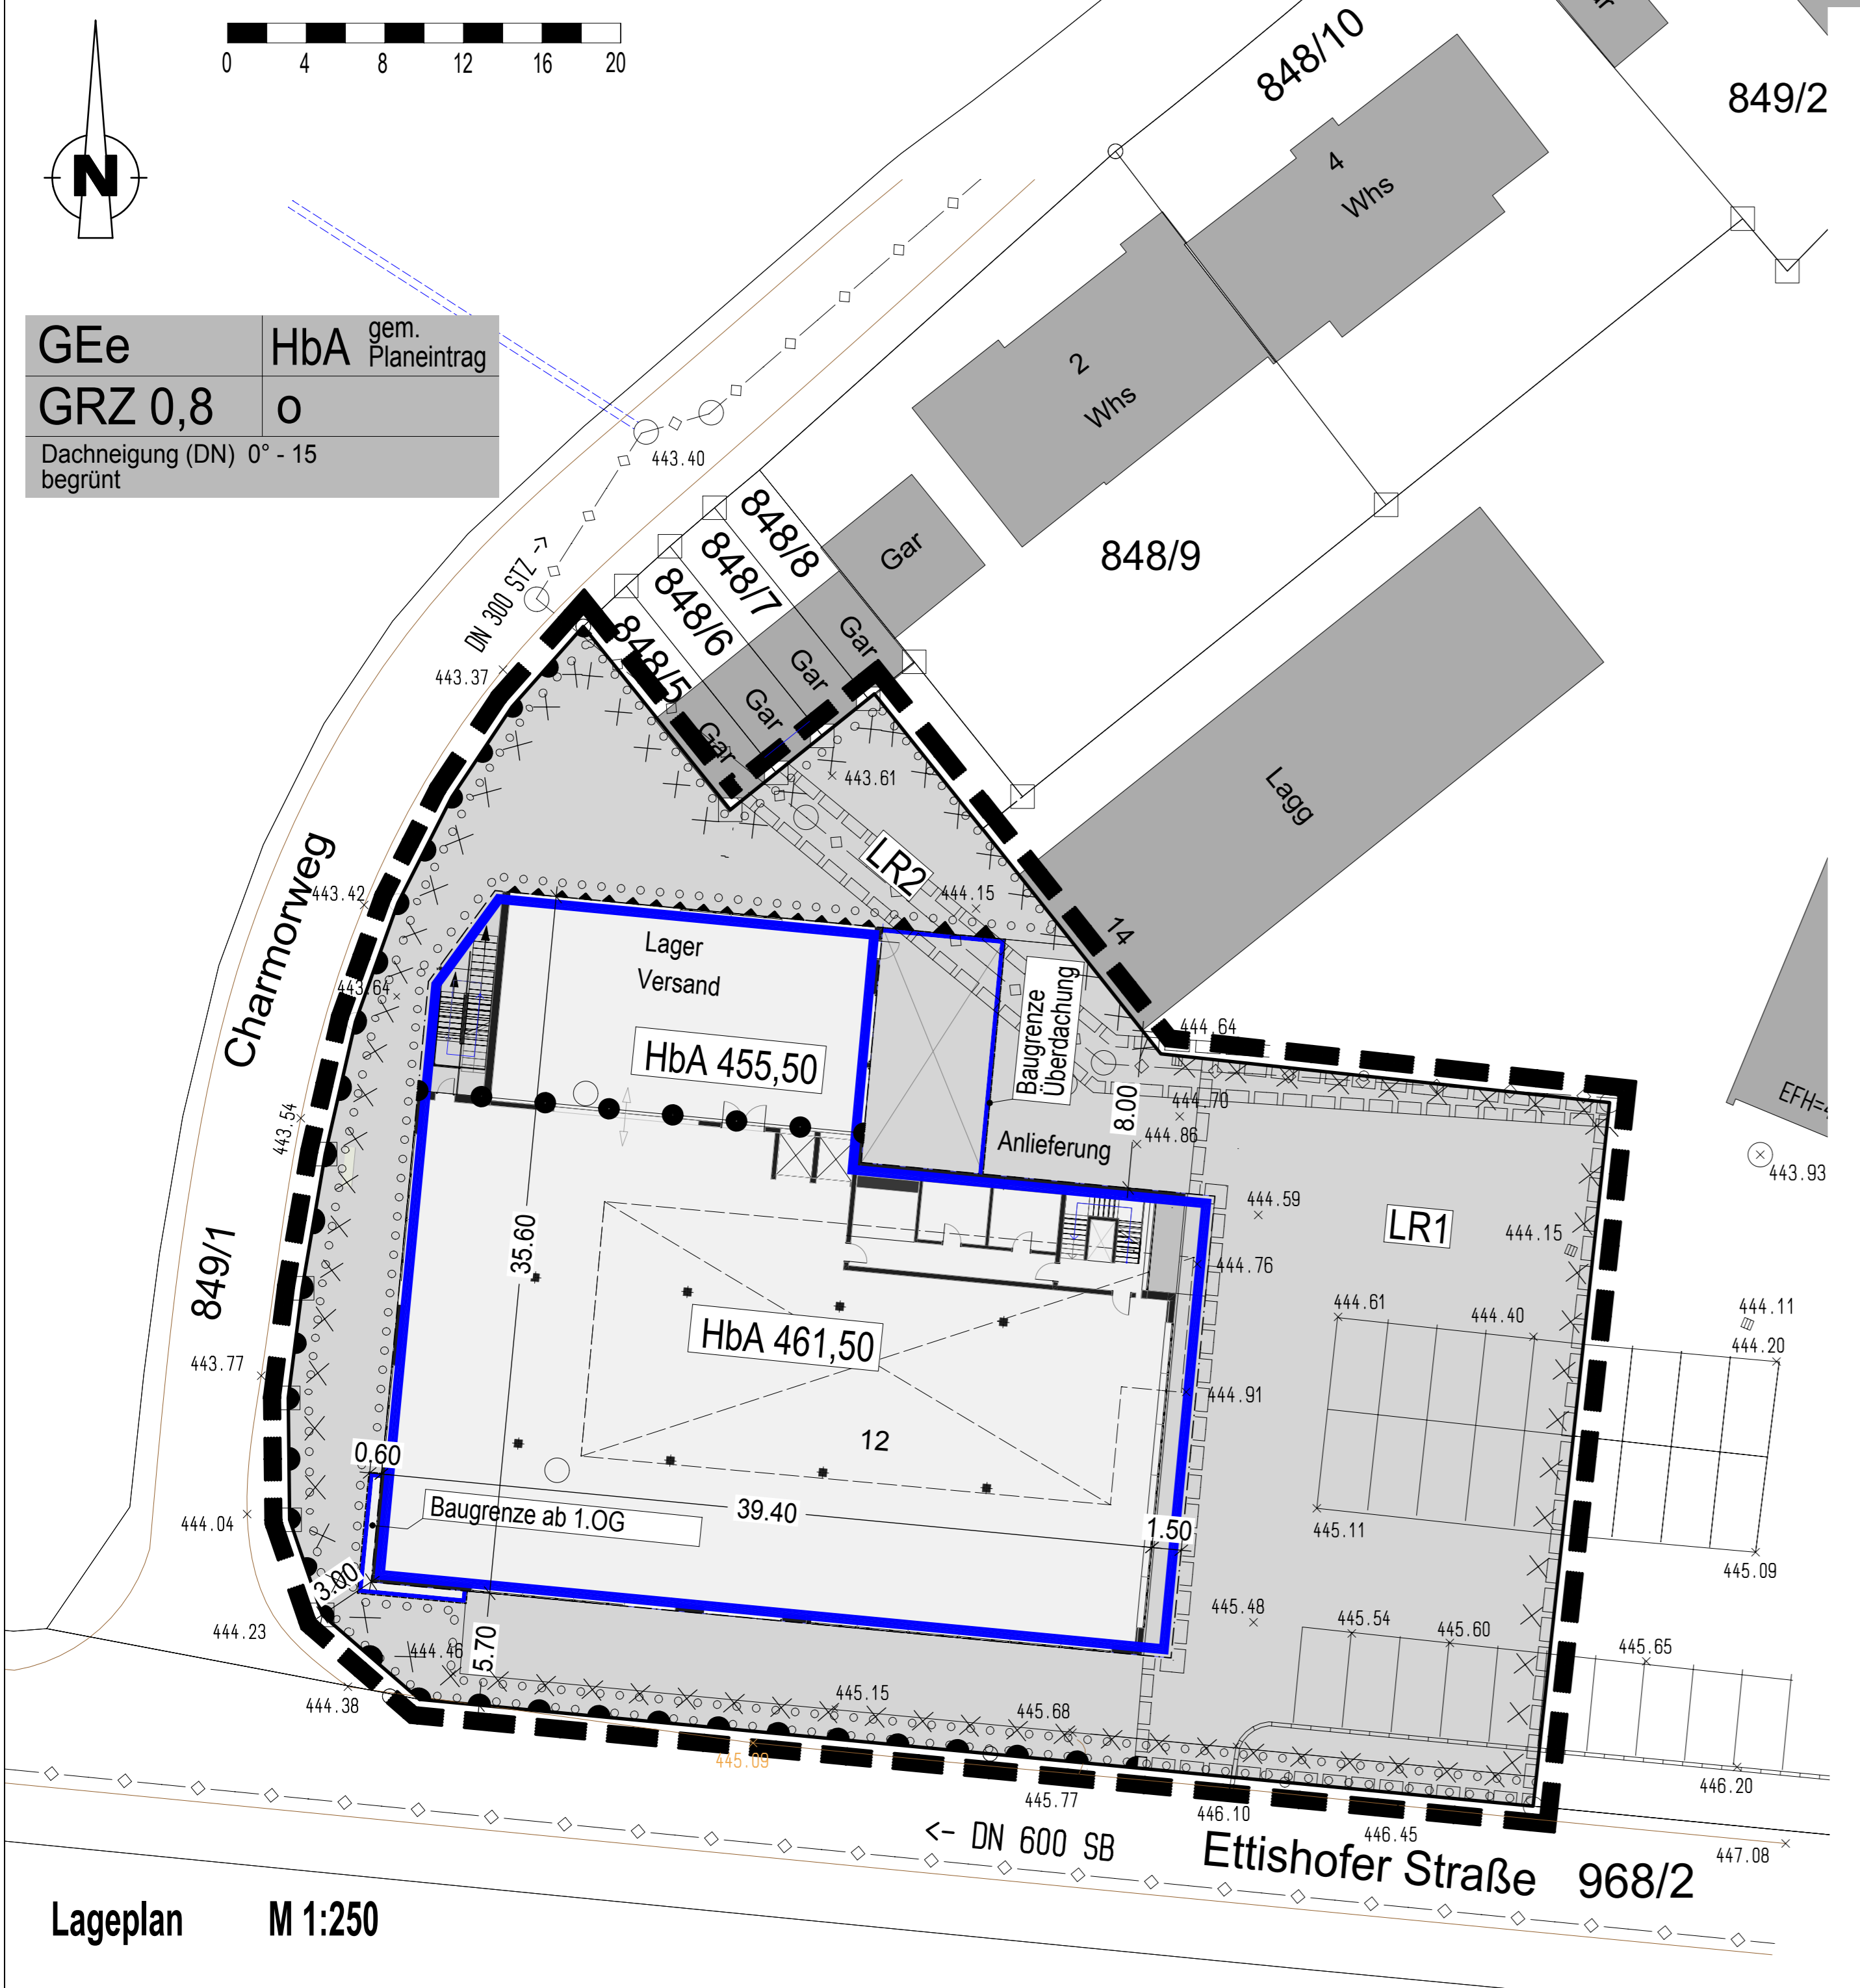 0 4 8 12 16 20
N
848/10
849/2
4
Whs
2
Whs
GEe HbA gem. Planeintrag
GRZ 0,8 o
Dachneigung (DN) 0° - 15
begrünt
443.40
DN 300 STZ ->
848/8
848/7
848/6
848/5
Gar
Gar
Gar
Gar
Gar
848/9
443.37
443.61
Lagg
LR2
Charmorweg
443.42
444.15
14
Lager
Versand
443.64
Baugrenze
Überdachung
444.64
HbA 455,50
EFH=
443.54
8.00
444.70
444.86
Anlieferung
443.93
444.59
LR1
444.15
35.60
849/1
444.76
444.61
444.40
444.11
444.20
HbA 461,50
443.77
444.91
12
0.60
Baugrenze ab 1.OG
39.40
1.50
444.04
445.11
445.09
3.00
445.48
445.54
445.60
445.65
444.23
444.46
5.70
444.38
445.15
445.68
445.09
445.77
446.10
446.45
446.20
447.08
<- DN 600 SB
Ettishofer Straße 968/2
Lageplan M 1:250